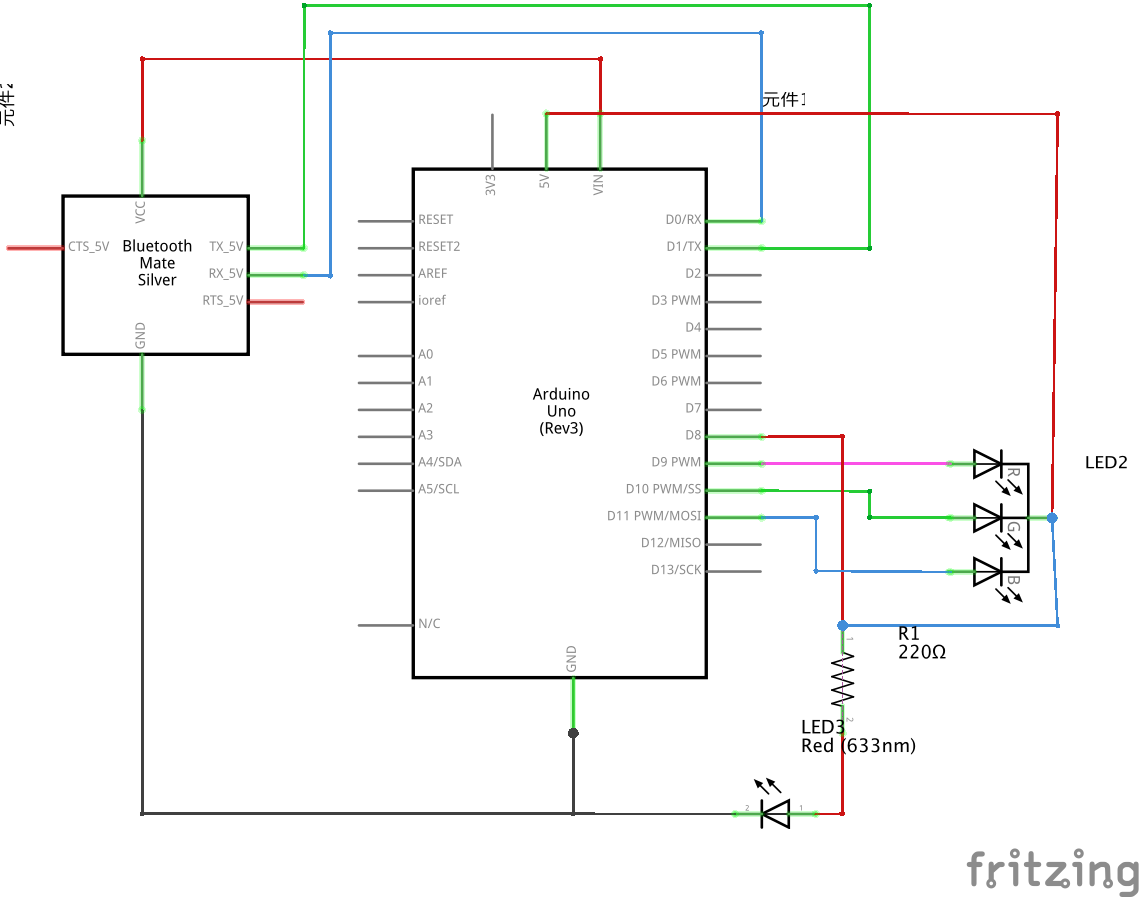 元件1
VCC
CTS_5V
Bluetooth
Mate
Silver
TX_5V
RX_5V
RTS_5V
GND
3V3
5V
VIN
RESET
RESET2
AREF
ioref
A0
A1
A2
A3
A4/SDA
A5/SCL
N/C
Arduino
Uno
(Rev3)
D0/RX
D1/TX
D2
D3 PWM
D4
D5 PWM
D6 PWM
D7
D8
D9 PWM
D10 PWM/SS
D11 PWM/MOSI
D12/MISO
D13/SCK
GND
R
G
B
LED2
R1
220Ω
1
2
LED3
Red (633nm)
2
1
fritzing